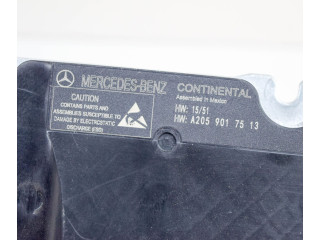 MERCEDES-BENZ CONTINENTAL
Assembled in Mexico
CAUTION
CONTAINS PARTS AND
ASSEMBLIES SUSCEPTIBLE TO
DAMAGE BY ELECTROSTATIC
DISCHARGE (ESD)
HW: 15/51
HW: A205 901 75 13